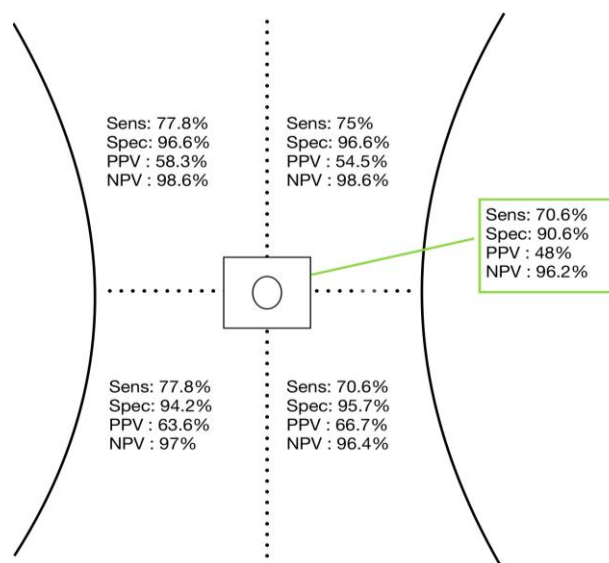 Sens: 77.8%
Spec: 96.6%
PPV : 58.3%
NPV : 98.6%
Sens: 75%
Spec: 96.6%
PPV : 54.5%
NPV : 98.6%
Sens: 70.6%
Spec: 90.6%
PPV : 48%
NPV : 96.2%
Sens: 77.8%
Spec: 94.2%
PPV : 63.6%
NPV : 97%
Sens: 70.6%
Spec: 95.7%
PPV : 66.7%
NPV : 96.4%